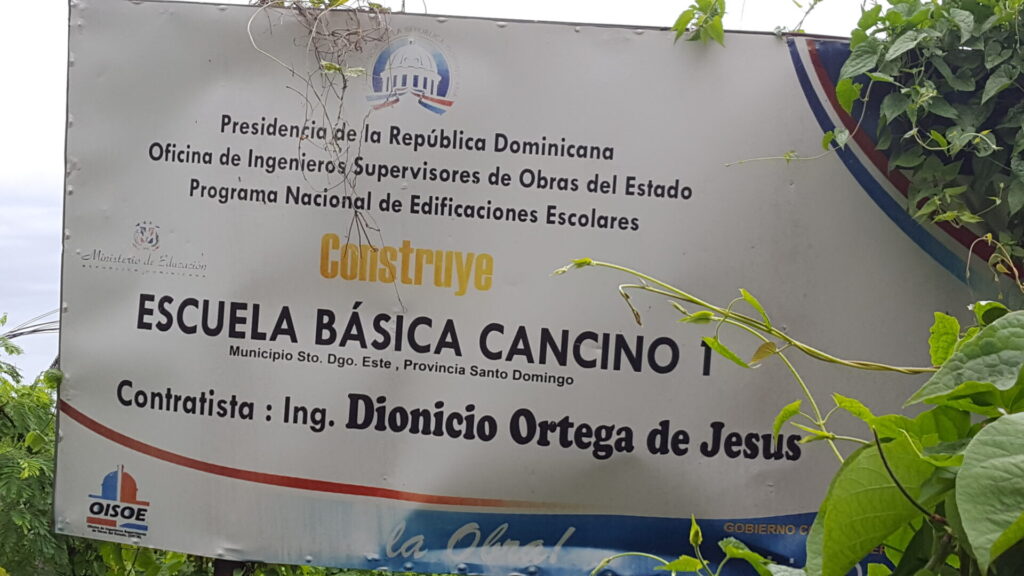 Presidencia de la República Dominicana
Oficina de Ingenieros Supervisores de Obras del Estado
Programa Nacional de Edificaciones Escolares
Ministerio de Educación
REPÚBLICA DOMINICANA
Construye
ESCUELA BÁSICA CANCINO 1
Municipio Sto. Dgo. Este , Provincia Santo Domingo
Contratista : Ing. Dionicio Ortega de Jesus
OISOE
la Obra!
GOBIERNO